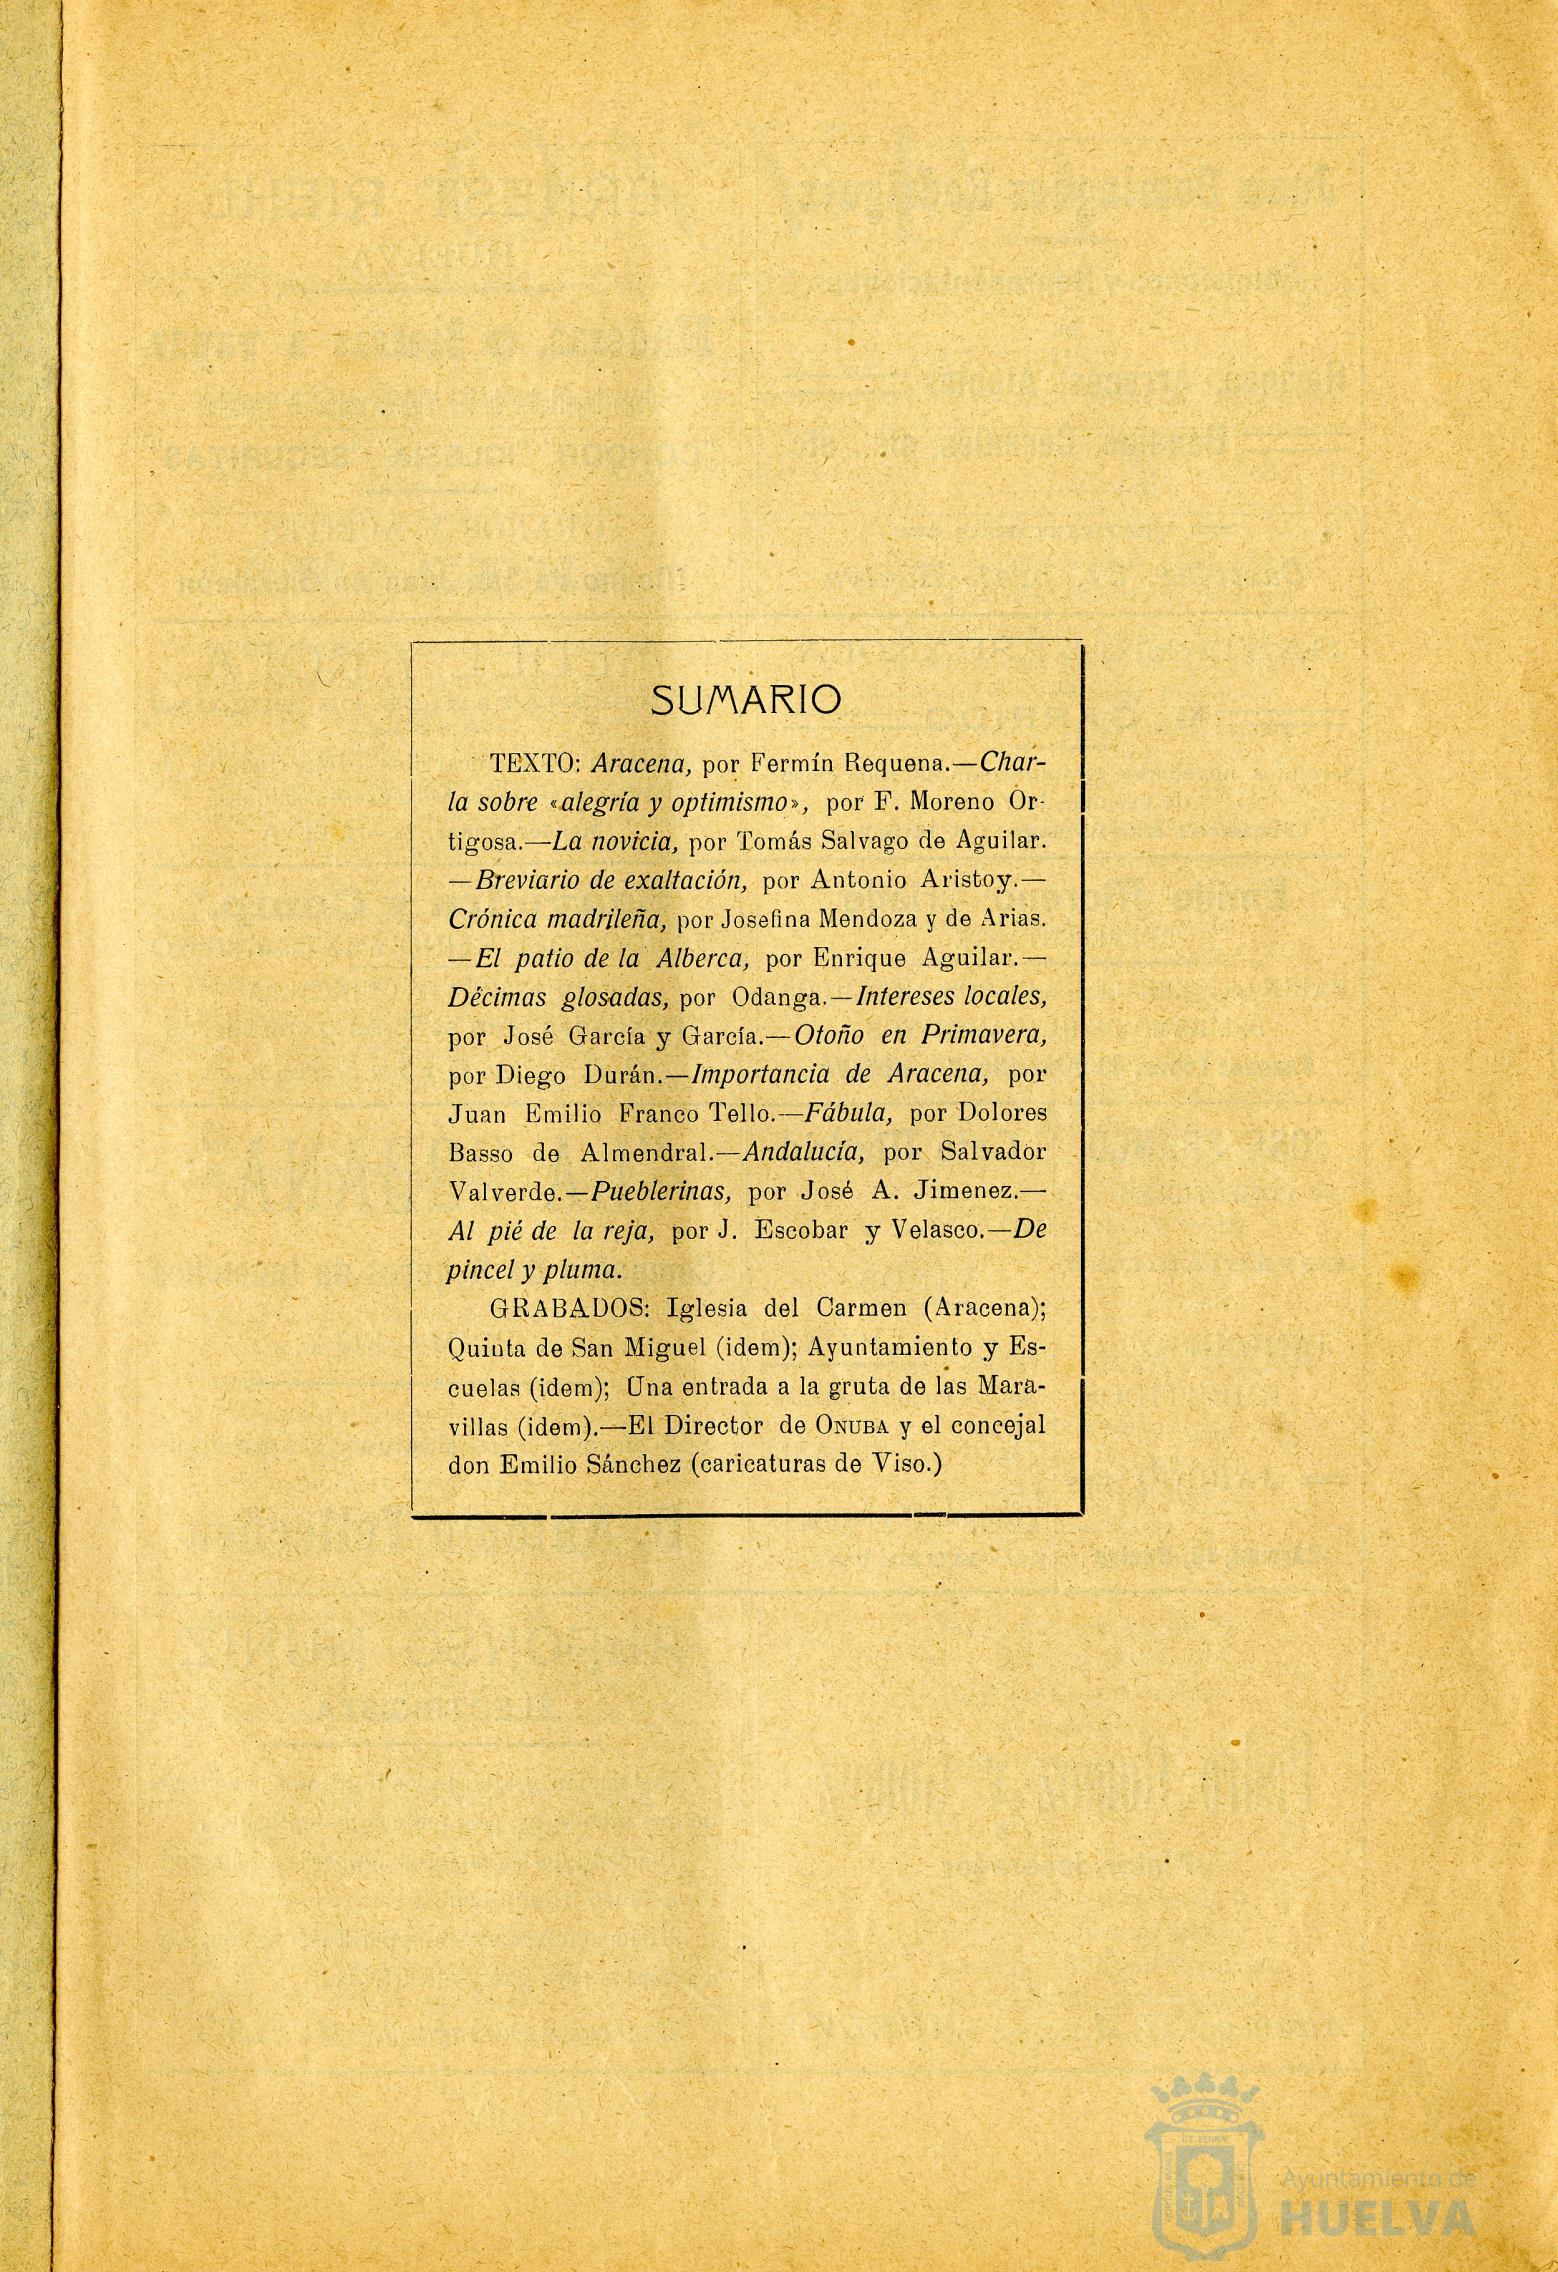 SUMARIO
TEXTO: Aracena, por Fermín Requena.—Char-
la sobre «alegría y optimismo», por F. Moreno Or-
tigosa.—La novicia, por Tomás Salvago de Aguilar.
—Breviario de exaltación, por Antonio Aristoy.—
Crónica madrileña, por Josefina Mendoza y de Arias.
—El patio de la Alberca, por Enrique Aguilar.—
Décimas glosadas, por Odanga.—Intereses locales,
por José García y García.—Otoño en Primavera,
por Diego Durán.—Importancia de Aracena, por
Juan Emilio Franco Tello.—Fábula, por Dolores
Basso de Almendral.—Andalucía, por Salvador
Valverde.—Pueblerinas, por José A. Jimenez.—
Al pié de la reja, por J. Escobar y Velasco.—De
pincel y pluma.
GRABADOS: Iglesia del Carmen (Aracena);
Quinta de San Miguel (idem); Ayuntamiento y Es-
cuelas (idem); Una entrada a la gruta de las Mara-
villas (idem).—El Director de ONUBA y el concejal
don Emilio Sánchez (caricaturas de Viso.)
Ayuntamiento de
HUELVA